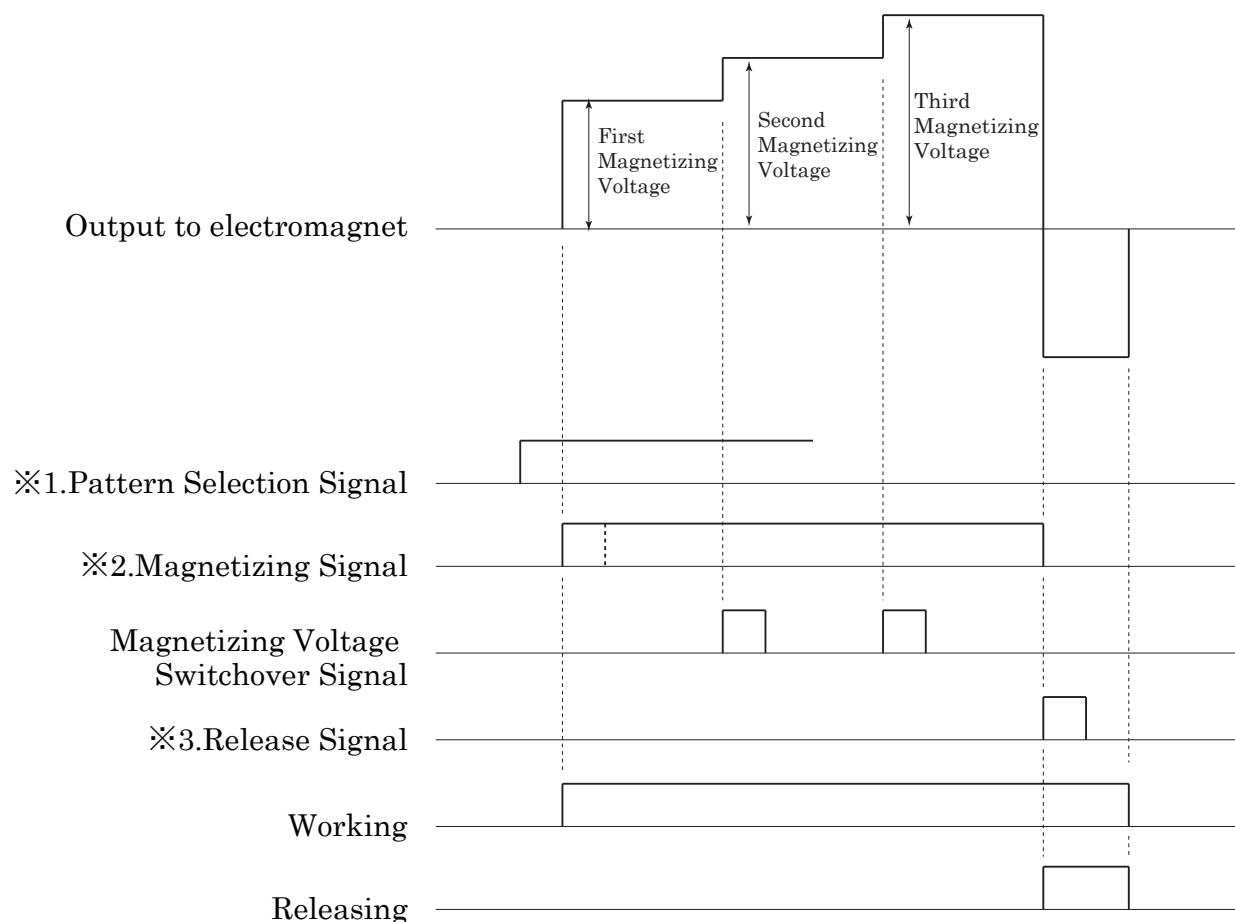 First
Magnetizing
Voltage
Second
Magnetizing
Voltage
Third
Magnetizing
Voltage
Output to electromagnet
※1.Pattern Selection Signal
※2.Magnetizing Signal
Magnetizing Voltage
Switchover Signal
※3.Release Signal
Working
Releasing